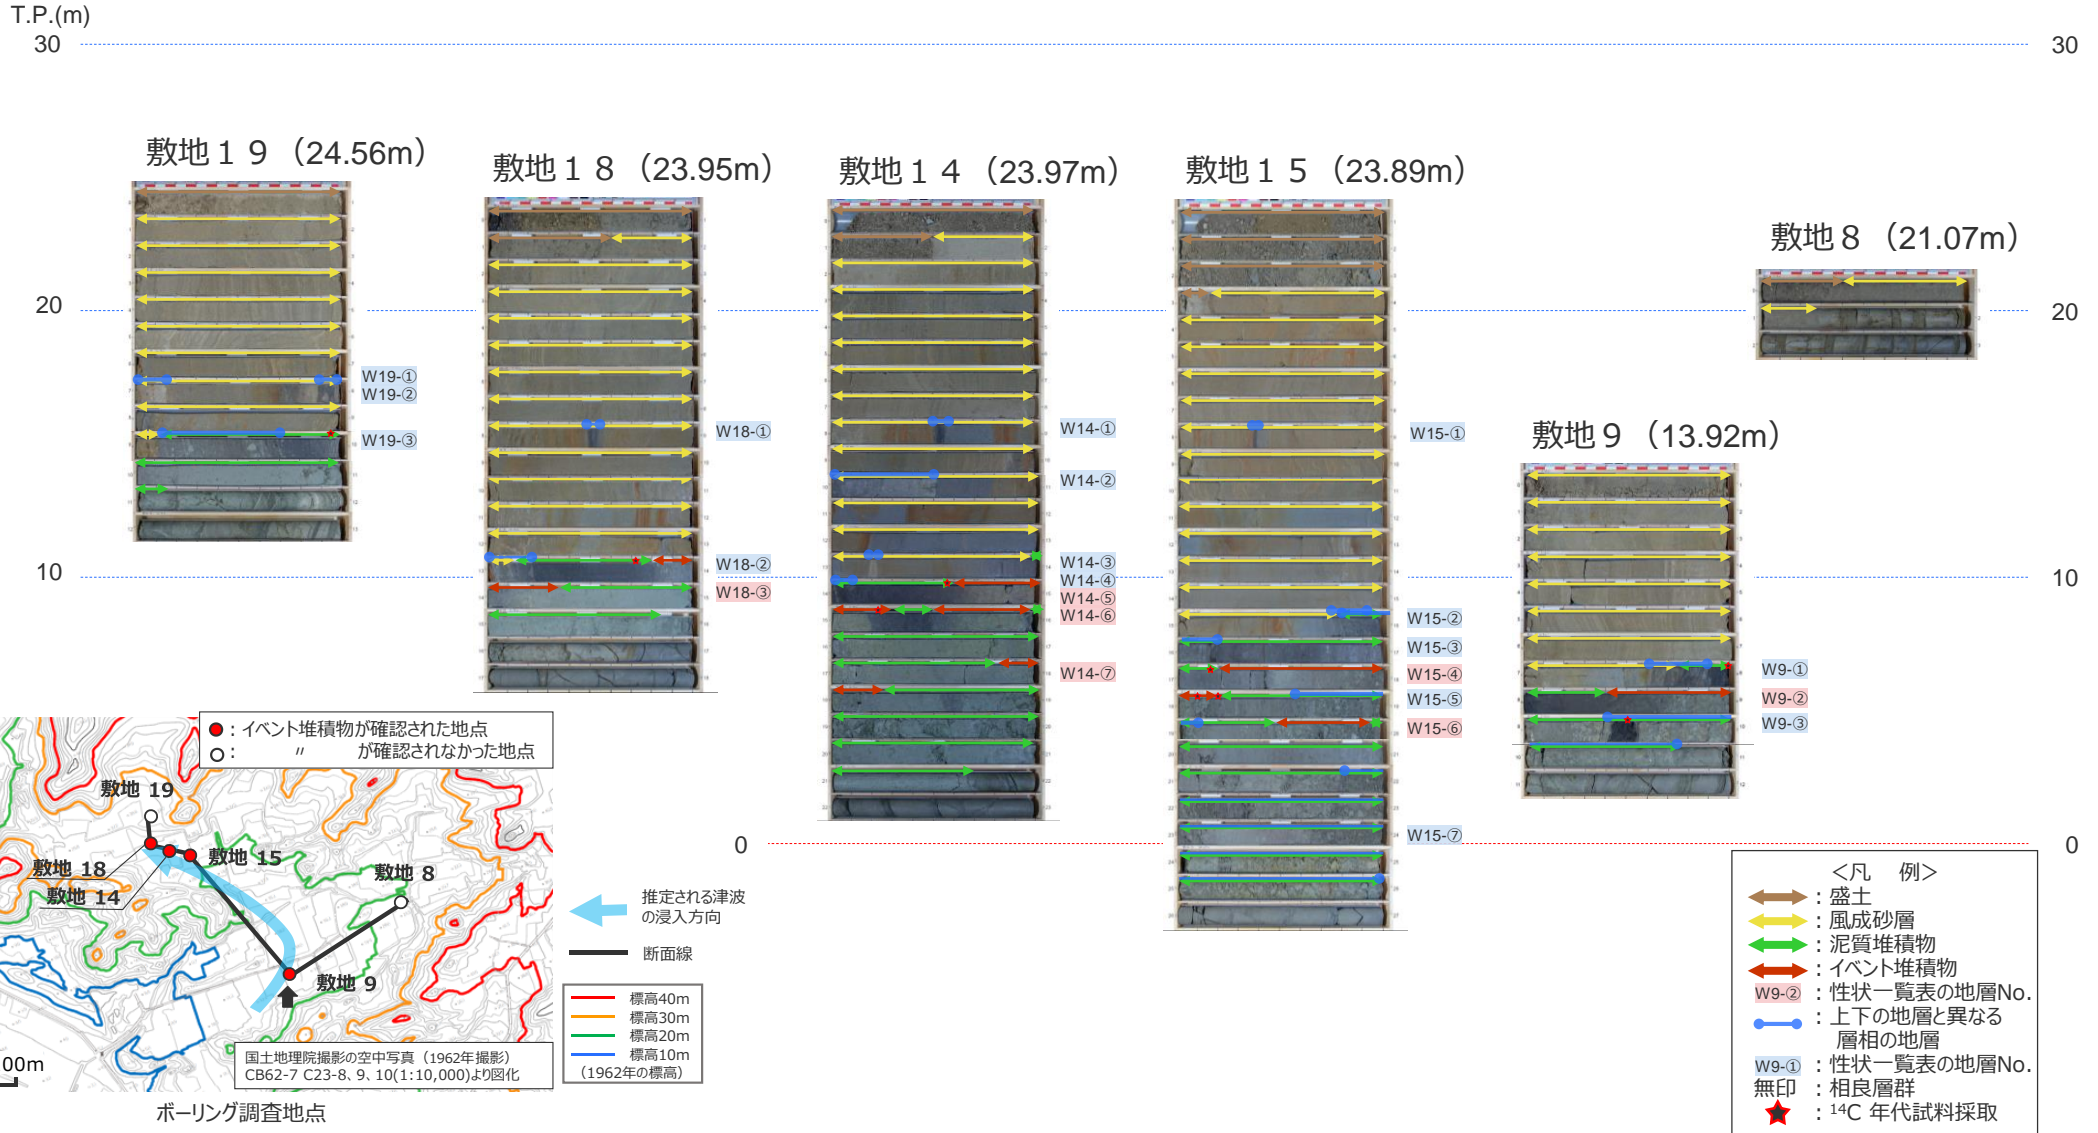 T.P.(m)
30
30
敷地１９（24.56m）
敷地１８（23.95m）
敷地１４（23.97m）
敷地１５（23.89m）
敷地８（21.07m）
20
20
W19-①
W19-②
W19-③
W18-①
W14-①
W15-①
敷地９（13.92m）
W14-②
10
10
W18-②
W18-③
W14-③
W14-④
W14-⑤
W14-⑥
W14-⑦
W15-②
W15-③
W15-④
W15-⑤
W15-⑥
W15-⑦
W9-①
W9-②
W9-③
0
0
：イベント堆積物が確認された地点
：　　〃　　が確認されなかった地点
敷地 19
敷地 18
敷地 14
敷地 15
敷地 8
敷地 9
推定される津波
の浸入方向
断面線
標高40m
標高30m
標高20m
標高10m
（1962年の標高）
国土地理院撮影の空中写真（1962年撮影）
CB62-7 C23-8、9、10(1:10,000)より図化
00m
ボーリング調査地点
＜凡　例＞
：盛土
：風成砂層
：泥質堆積物
：イベント堆積物
W9-② ：性状一覧表の地層No.
：上下の地層と異なる
層相の地層
W9-① ：性状一覧表の地層No.
無印 ：相良層群
：14C 年代試料採取